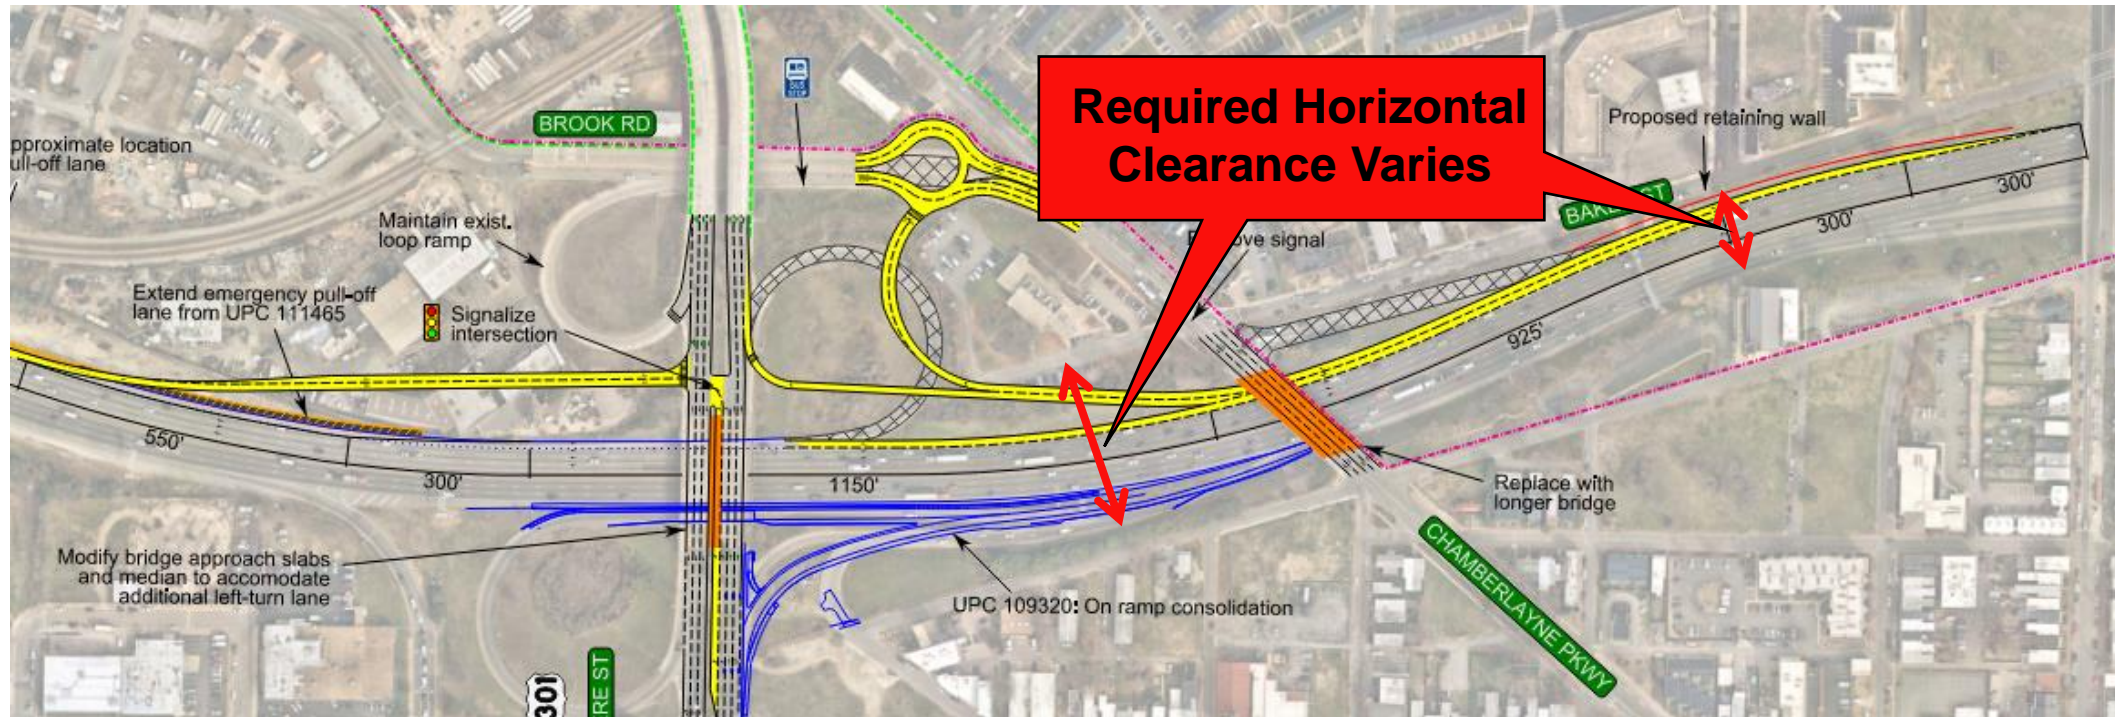 Required Horizontal
Clearance Varies
BUS
STOP
BROOK RD
Proposed retaining wall
pproximate location
ull-off lane
Maintain exist.
loop ramp
300'
300'
ove signal
Extend emergency pull-off
lane from UPC 111465
Signalize
intersection
925'
550'
300'
1150'
Replace with
longer bridge
Modify bridge approach slabs
and median to accomodate
additional left-turn lane
UPC 109320: On ramp consolidation
CHAMBERLAYNE PKWY
301
RE ST